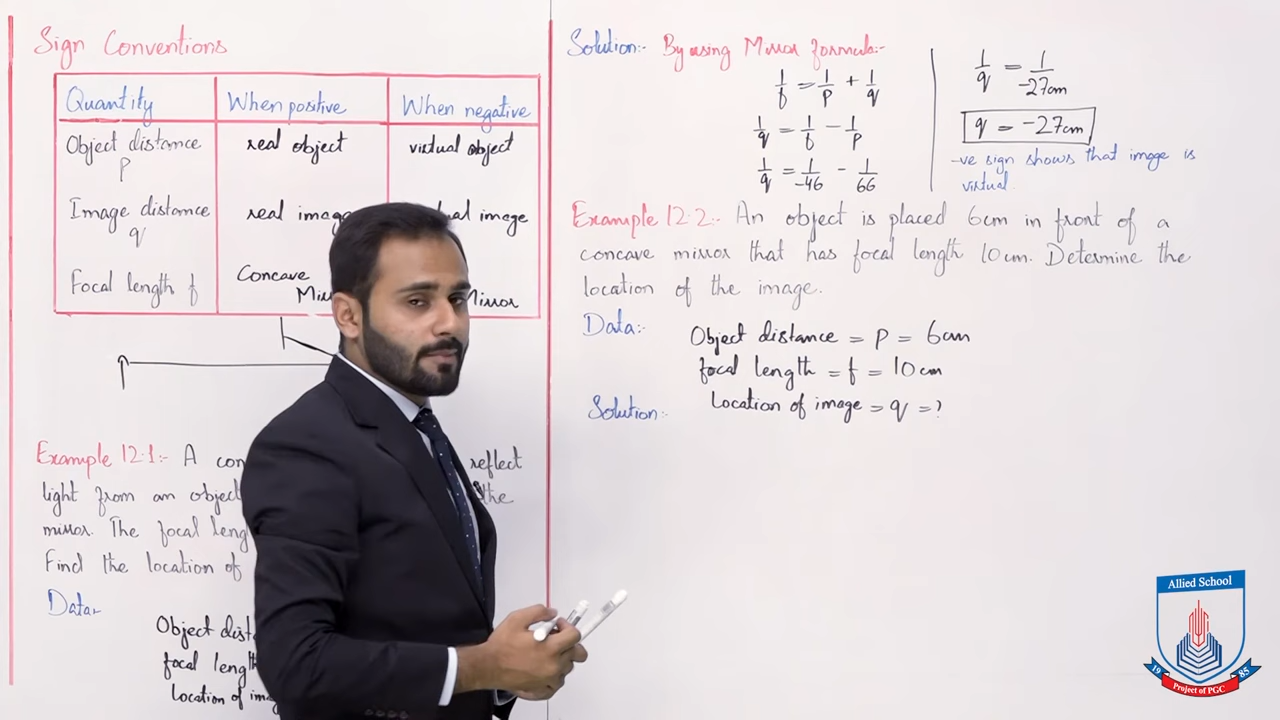 Sign Conventions
Quantity When positive When negative
Object distance p real object virtual object
Image distance q real image image
Focal length f Concave Mirror
Example 12.1:- A reflect
light from an object the
mirror. The focal
Find the location of
Data:-
Object
focal length
Location of
Solution:- By using Mirror formula:-
1/f = 1/p + 1/q
1/q = 1/f - 1/p
1/q = 1/-46 - 1/66
1/q = 1/-27cm
q = -27cm
-ve sign shows that image is
virtual.
Example 12.2:- An object is placed 6cm in front of a
concave mirror that has focal length 10cm. Determine the
location of the image.
Data:- Object distance = p = 6cm
focal length = f = 10cm
Location of image = q = ?
Solution:-
Allied School
19 85
Project of PGC